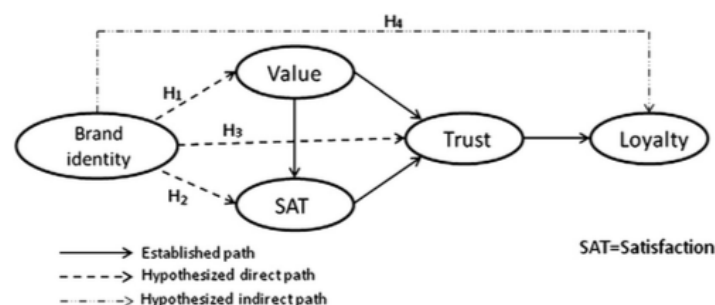 H4
Value
H1
Brand
identity
H3
Trust
Loyalty
H2
SAT
SAT=Satisfaction
Established path
Hypothesized direct path
Hypothesized indirect path